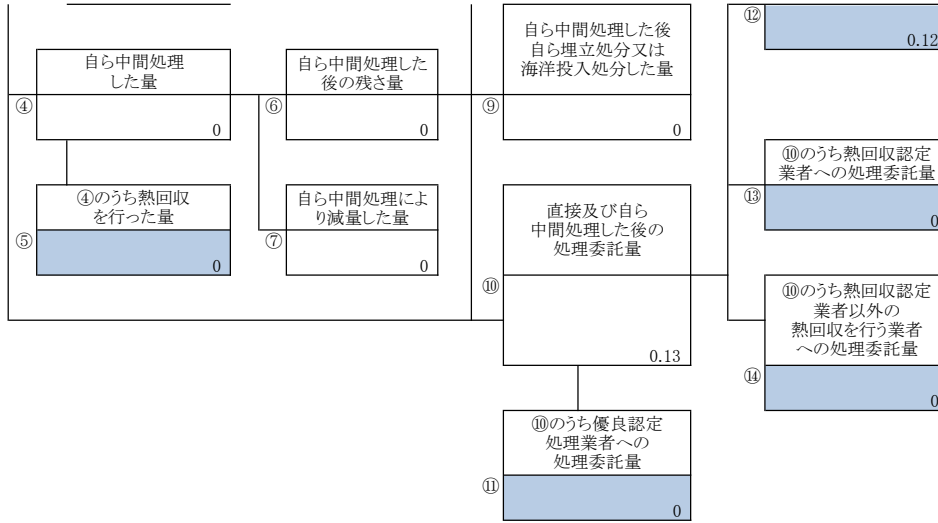 自ら中間処理
した量
④
0
④のうち熱回収
を行った量
⑤
0
自ら中間処理した
後の残さ量
⑥
0
自ら中間処理によ
り減量した量
⑦
0
自ら中間処理した後
自ら埋立処分又は
海洋投入処分した量
⑨
0
直接及び自ら
中間処理した後の
処理委託量
⑩
0.13
⑩のうち優良認定
処理業者への
処理委託量
⑪
0
⑫
0.12
⑩のうち熱回収認定
業者への処理委託量
⑬
0
⑩のうち熱回収認定
業者以外の
熱回収を行う業者
への処理委託量
⑭
0